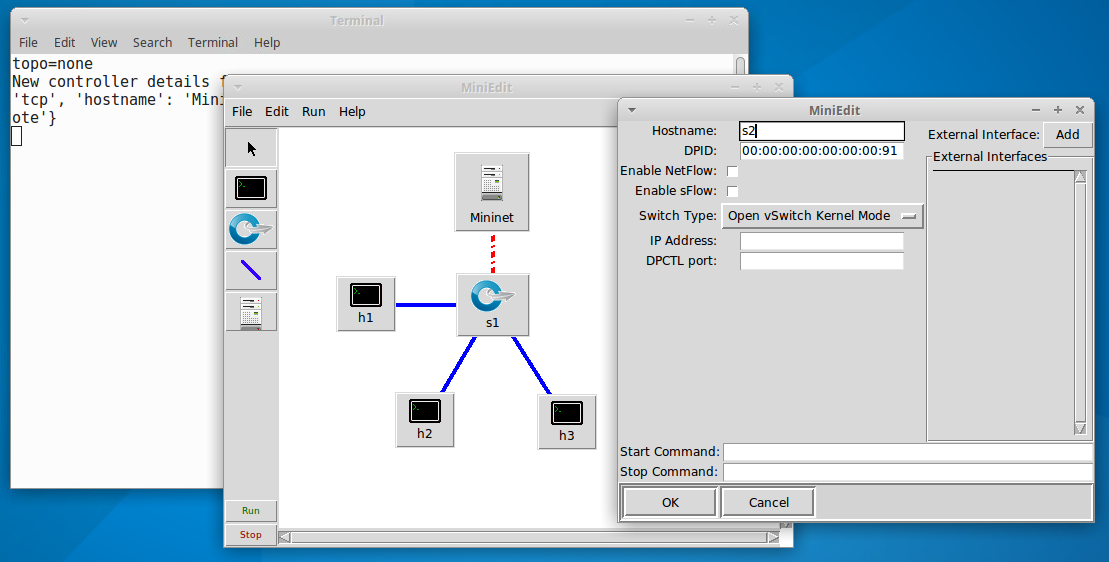 Terminal
File Edit View Search Terminal Help
topo=none
New controller details f
'tcp', 'hostname': 'Mini
ote'}
MiniEdit
File Edit Run Help
Mininet
h1
s1
h2
h3
Run
Stop
MiniEdit
Hostname: s2
DPID: 00:00:00:00:00:00:00:91
Enable NetFlow:
Enable sFlow:
Switch Type: Open vSwitch Kernel Mode
IP Address:
DPCTL port:
External Interface: Add
External Interfaces
Start Command:
Stop Command:
OK Cancel